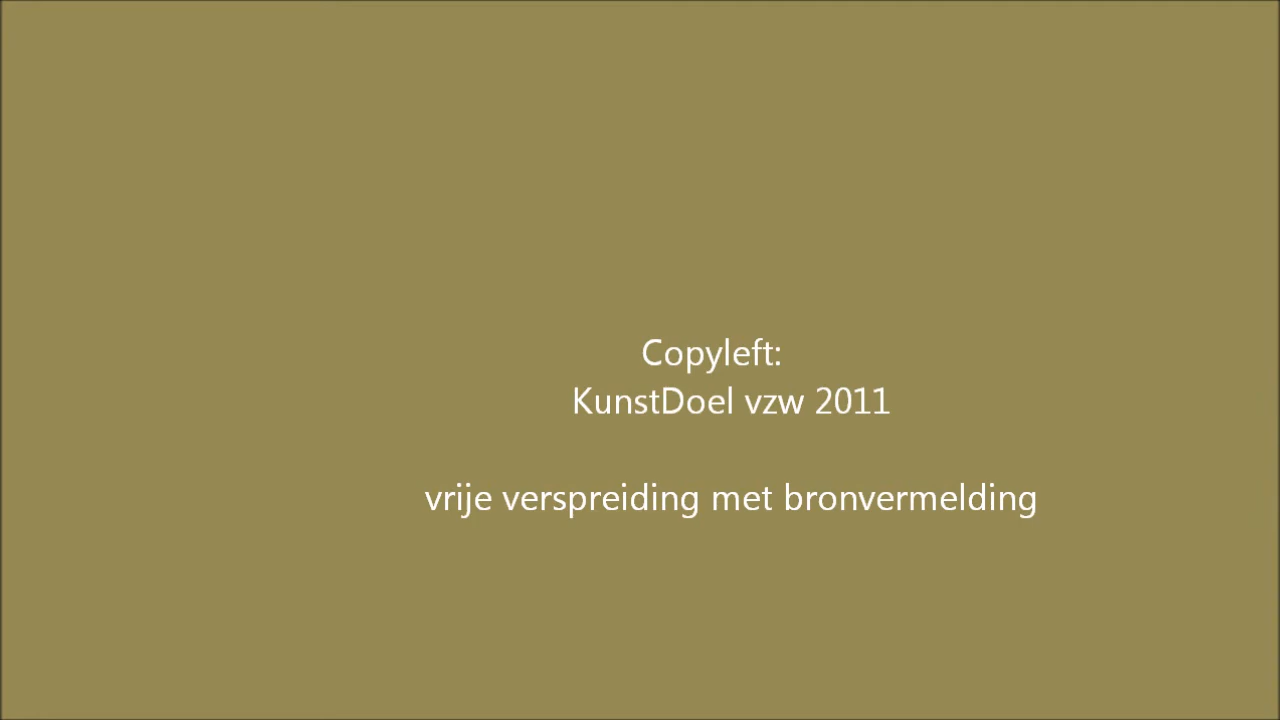 Copyleft:
KunstDoel vzw 2011
vrije verspreiding met bronvermelding